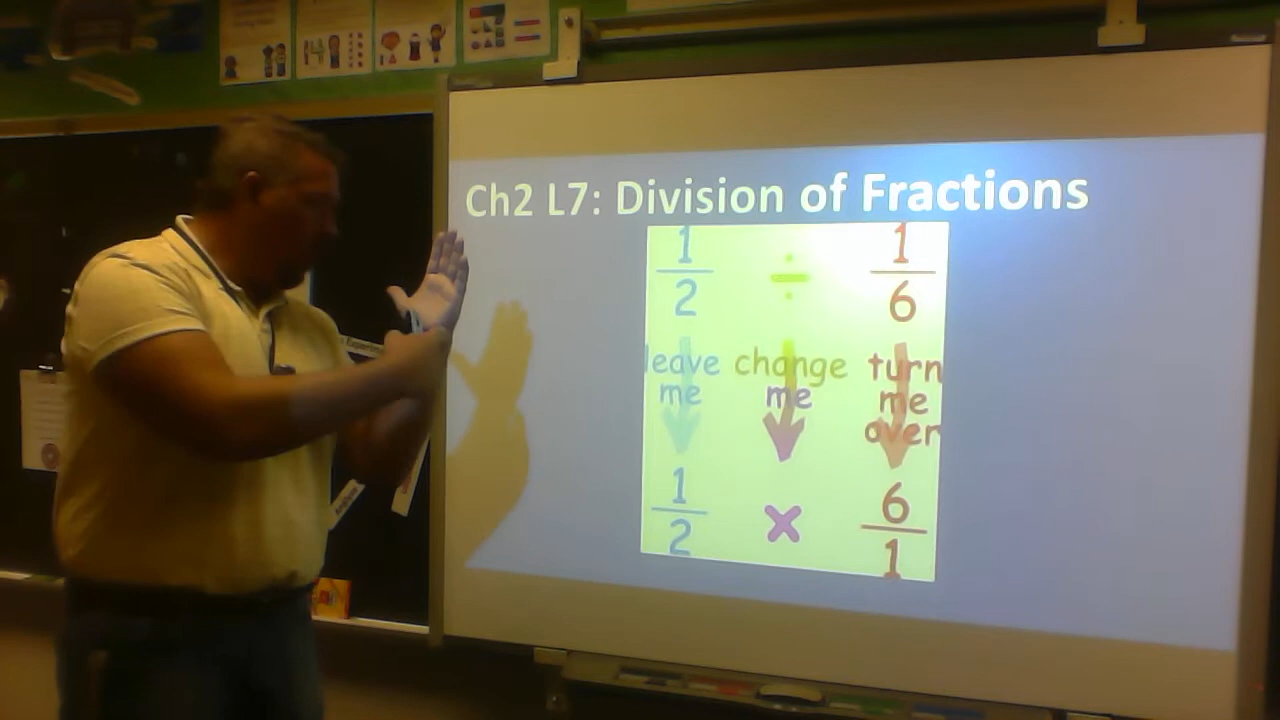 Ch2 L7: Division of Fractions
1 1
2 ÷ 6
leave change turn
me me me
over
1 6
2 × 1